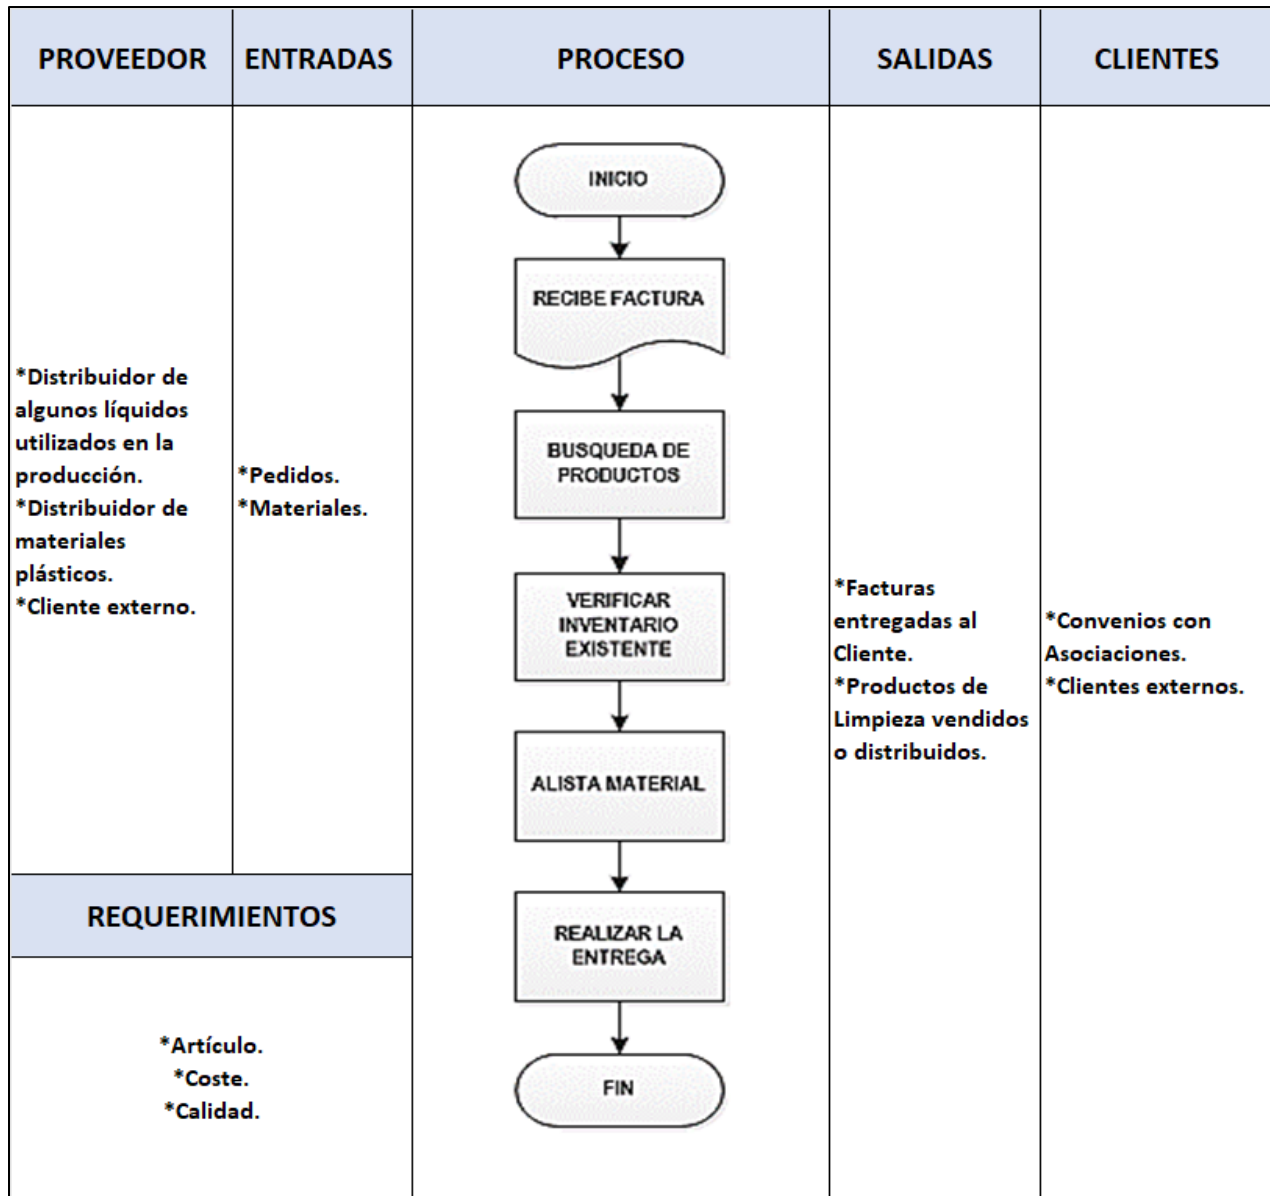 PROVEEDOR
ENTRADAS
PROCESO
SALIDAS
CLIENTES
*Distribuidor de
algunos líquidos
utilizados en la
producción.
*Distribuidor de
materiales
plásticos.
*Cliente externo.
*Pedidos.
*Materiales.
REQUERIMIENTOS
*Artículo.
*Coste.
*Calidad.
INICIO
RECIBE FACTURA
BUSQUEDA DE
PRODUCTOS
VERIFICAR
INVENTARIO
EXISTENTE
ALISTA MATERIAL
REALIZAR LA
ENTREGA
FIN
*Facturas
entregadas al
Cliente.
*Productos de
Limpieza vendidos
o distribuidos.
*Convenios con
Asociaciones.
*Clientes externos.